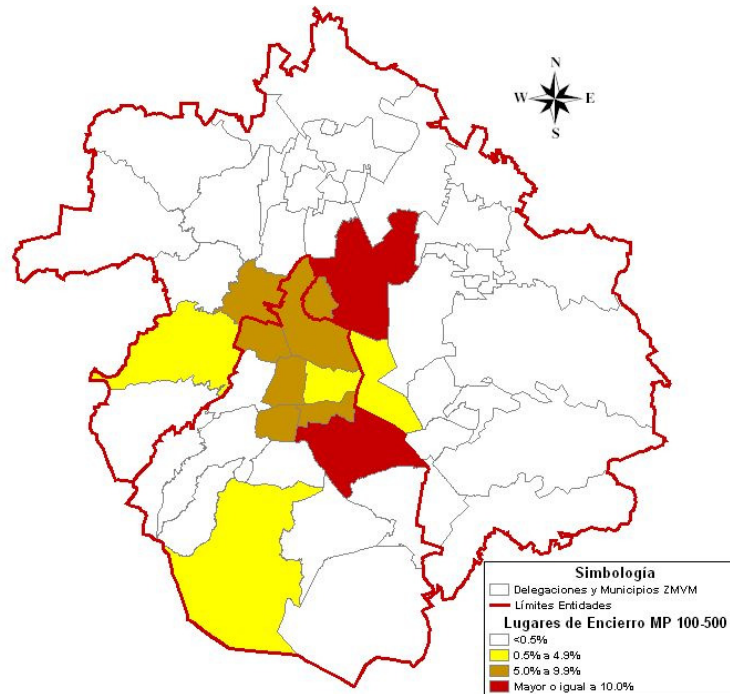 N
W E
S
Simbología
Delegaciones y Municipios ZMVM
Límites Entidades
Lugares de Encierro MP 100-500
<0.5%
0.5% a 4.9%
5.0% a 9.9%
Mayor o igual a 10.0%